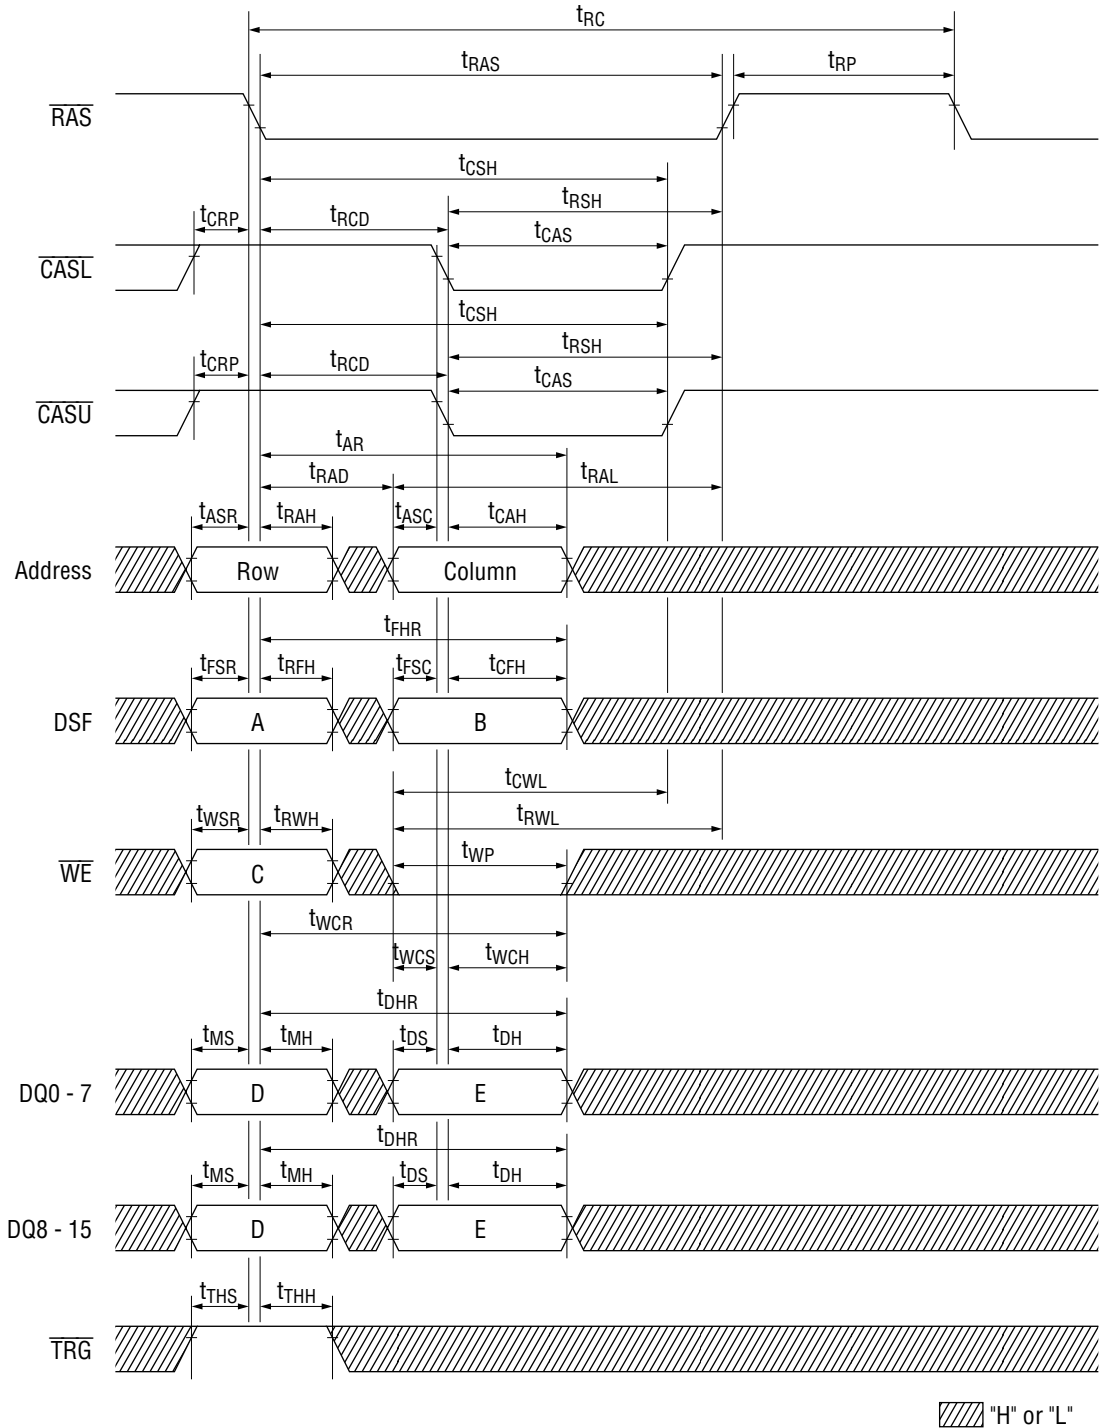 tRC
tRAS tRP
RAS
tCSH
tRSH
tCRP tRCD tCAS
CASL
tCSH
tRSH
tCRP tRCD tCAS
CASU
tAR
tRAD tRAL
tASR tRAH tASC tCAH
Address Row Column
tFHR
tFSR tRFH tFSC tCFH
DSF A B
tCWL
tWSR tRWH tRWL
tWP
WE C
tWCR
tWCS tWCH
tDHR
tMS tMH tDS tDH
DQ0 - 7 D E
tDHR
tMS tMH tDS tDH
DQ8 - 15 D E
tTHS tTHH
TRG
"H" or "L"